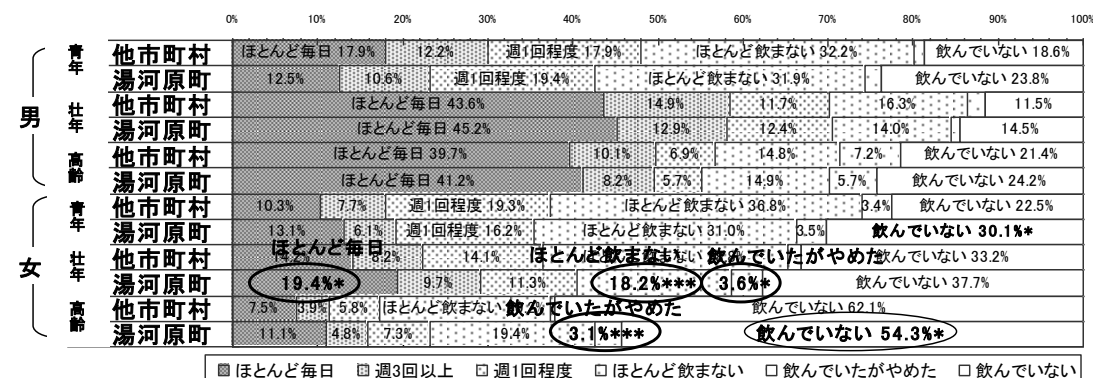 0% 10% 20% 30% 40% 50% 60% 70% 80% 90% 100%
男
青年
他市町村 ほとんど毎日 17.9% 12.2% 週1回程度 17.9% ほとんど飲まない 32.2% 飲んでいない 18.6%
湯河原町 12.5% 10.6% 週1回程度 19.4% ほとんど飲まない 31.9% 飲んでいない 23.8%
壮年
他市町村 ほとんど毎日 43.6% 14.9% 11.7% 16.3% 11.5%
湯河原町 ほとんど毎日 45.2% 12.9% 12.4% 14.0% 14.5%
高齢
他市町村 ほとんど毎日 39.7% 10.1% 6.9% 14.8% 7.2% 飲んでいない 21.4%
湯河原町 ほとんど毎日 41.2% 8.2% 5.7% 14.9% 5.7% 飲んでいない 24.2%
女
青年
他市町村 10.3% 7.7% 週1回程度 19.3% ほとんど飲まない 36.8% 3.4% 飲んでいない 22.5%
湯河原町 13.1% 6.1% 週1回程度 16.2% ほとんど飲まない 31.0% 3.5% 飲んでいない 30.1%*
壮年
ほとんど毎日 ほとんど飲まない 飲んでいたがやめた
他市町村 14.1% 飲んでいない 33.2%
湯河原町 19.4%* 9.7% 11.3% 18.2%*** 3.6%* 飲んでいない 37.7%
高齢
飲んでいたがやめた
他市町村 7.5% 3.9% 5.8% ほとんど飲まない 飲んでいない 62.1%
湯河原町 11.1% 4.8% 7.3% 19.4% 3.1%*** 飲んでいない 54.3%*
ほとんど毎日 週3回以上 週1回程度 ほとんど飲まない 飲んでいたがやめた 飲んでいない